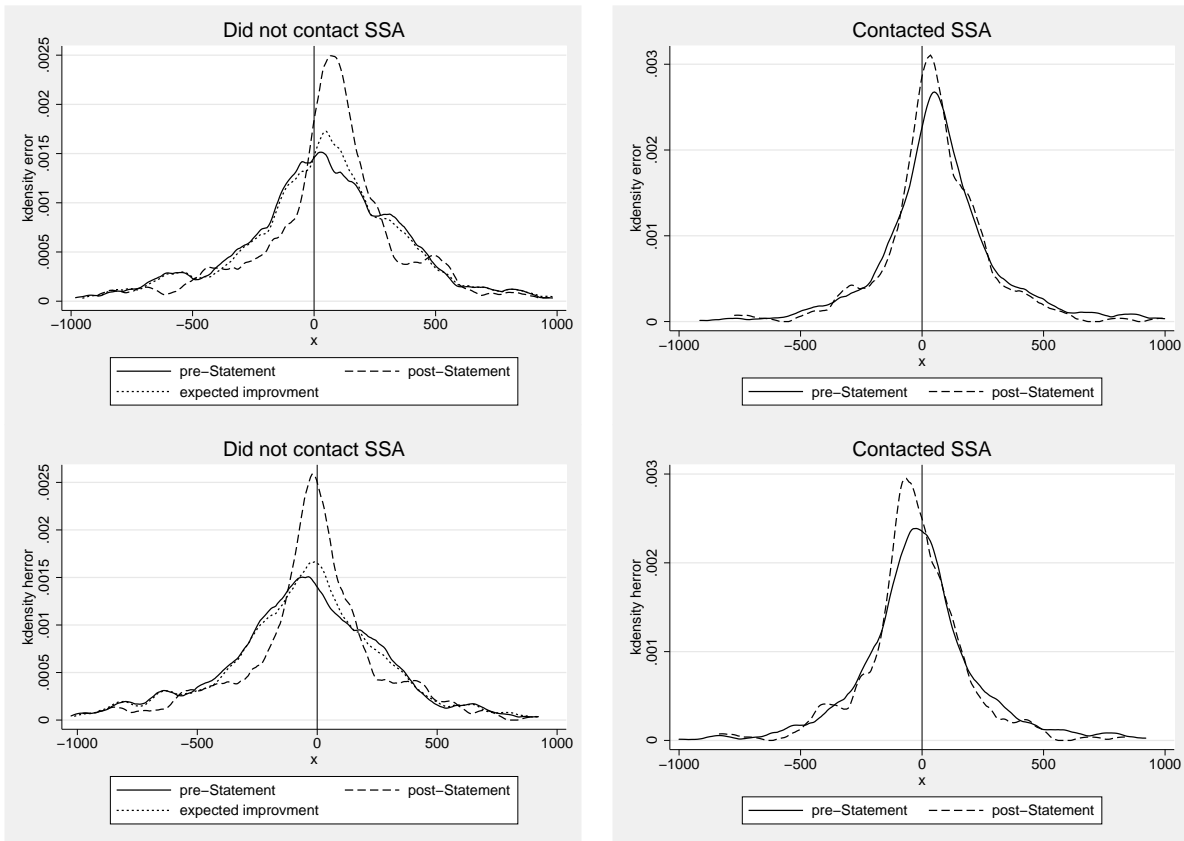 Did not contact SSA
kdensity error
0 .0005 .001 .0015 .002 .0025
−1000 −500 0 500 1000
x
pre−Statement post−Statement
expected improvment
Contacted SSA
kdensity error
0 .001 .002 .003
−1000 −500 0 500 1000
x
pre−Statement post−Statement
Did not contact SSA
kdensity herror
0 .0005 .001 .0015 .002 .0025
−1000 −500 0 500 1000
x
pre−Statement post−Statement
expected improvment
Contacted SSA
kdensity herror
0 .001 .002 .003
−1000 −500 0 500 1000
x
pre−Statement post−Statement